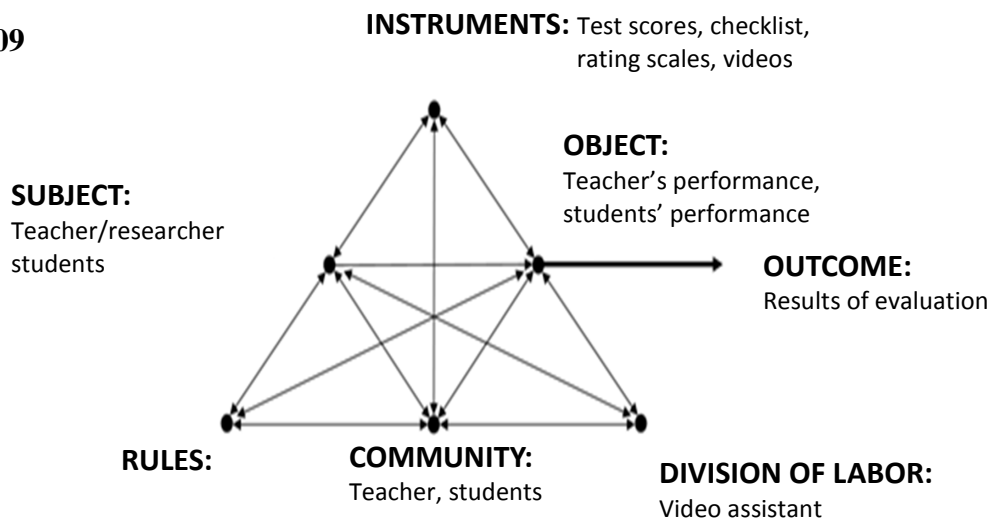 09
INSTRUMENTS: Test scores, checklist,
rating scales, videos
OBJECT:
Teacher’s performance,
students’ performance
SUBJECT:
Teacher/researcher
students
OUTCOME:
Results of evaluation
RULES:
COMMUNITY:
Teacher, students
DIVISION OF LABOR:
Video assistant